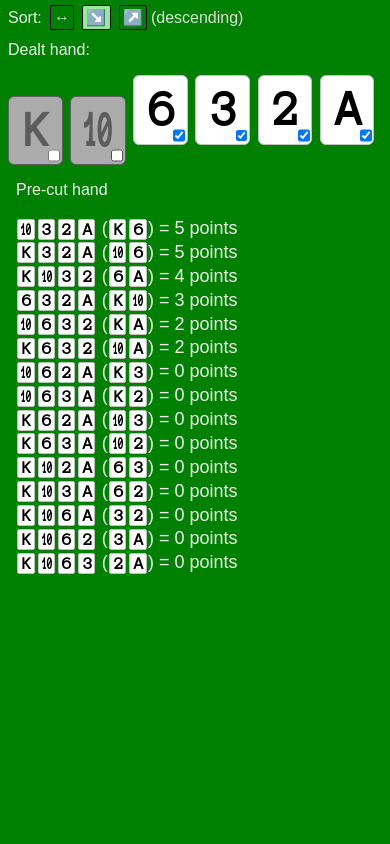 Sort: ↔ ↘ ↗ (descending)
Dealt hand:
K 10 6 3 2 A
Pre-cut hand
10 3 2 A (K 6) = 5 points
K 3 2 A (10 6) = 5 points
K 10 3 2 (6 A) = 4 points
6 3 2 A (K 10) = 3 points
10 6 3 2 (K A) = 2 points
K 6 3 2 (10 A) = 2 points
10 6 2 A (K 3) = 0 points
10 6 3 A (K 2) = 0 points
K 6 2 A (10 3) = 0 points
K 6 3 A (10 2) = 0 points
K 10 2 A (6 3) = 0 points
K 10 3 A (6 2) = 0 points
K 10 6 A (3 2) = 0 points
K 10 6 2 (3 A) = 0 points
K 10 6 3 (2 A) = 0 points